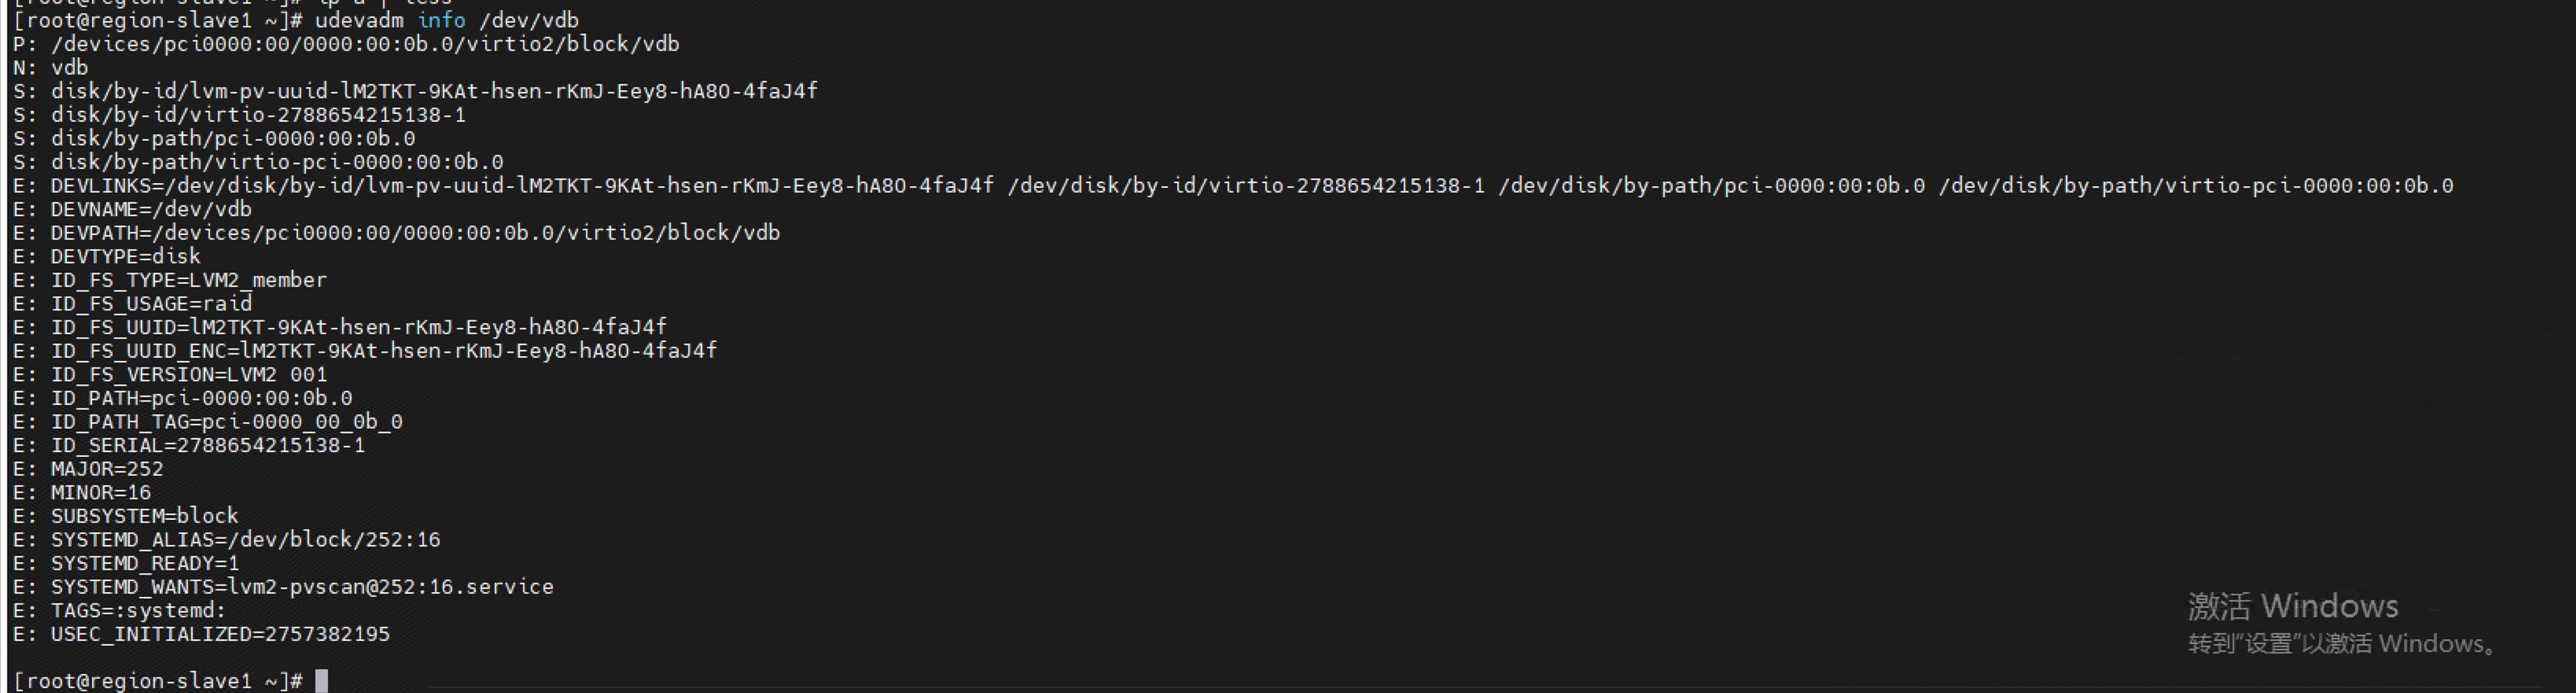 [root@region-slave1 ~]# udevadm info /dev/vdb
P: /devices/pci0000:00/0000:00:0b.0/virtio2/block/vdb
N: vdb
S: disk/by-id/lvm-pv-uuid-lM2TKT-9KAt-hsen-rKmJ-Eey8-hA8O-4faJ4f
S: disk/by-id/virtio-2788654215138-1
S: disk/by-path/pci-0000:00:0b.0
S: disk/by-path/virtio-pci-0000:00:0b.0
E: DEVLINKS=/dev/disk/by-id/lvm-pv-uuid-lM2TKT-9KAt-hsen-rKmJ-Eey8-hA8O-4faJ4f /dev/disk/by-id/virtio-2788654215138-1 /dev/disk/by-path/pci-0000:00:0b.0 /dev/disk/by-path/virtio-pci-0000:00:0b.0
E: DEVNAME=/dev/vdb
E: DEVPATH=/devices/pci0000:00/0000:00:0b.0/virtio2/block/vdb
E: DEVTYPE=disk
E: ID_FS_TYPE=LVM2_member
E: ID_FS_USAGE=raid
E: ID_FS_UUID=lM2TKT-9KAt-hsen-rKmJ-Eey8-hA8O-4faJ4f
E: ID_FS_UUID_ENC=lM2TKT-9KAt-hsen-rKmJ-Eey8-hA8O-4faJ4f
E: ID_FS_VERSION=LVM2 001
E: ID_PATH=pci-0000:00:0b.0
E: ID_PATH_TAG=pci-0000_00_0b_0
E: ID_SERIAL=2788654215138-1
E: MAJOR=252
E: MINOR=16
E: SUBSYSTEM=block
E: SYSTEMD_ALIAS=/dev/block/252:16
E: SYSTEMD_READY=1
E: SYSTEMD_WANTS=lvm2-pvscan@252:16.service
E: TAGS=:systemd:
E: USEC_INITIALIZED=2757382195
激活 Windows
转到"设置"以激活 Windows。
[root@region-slave1 ~]#